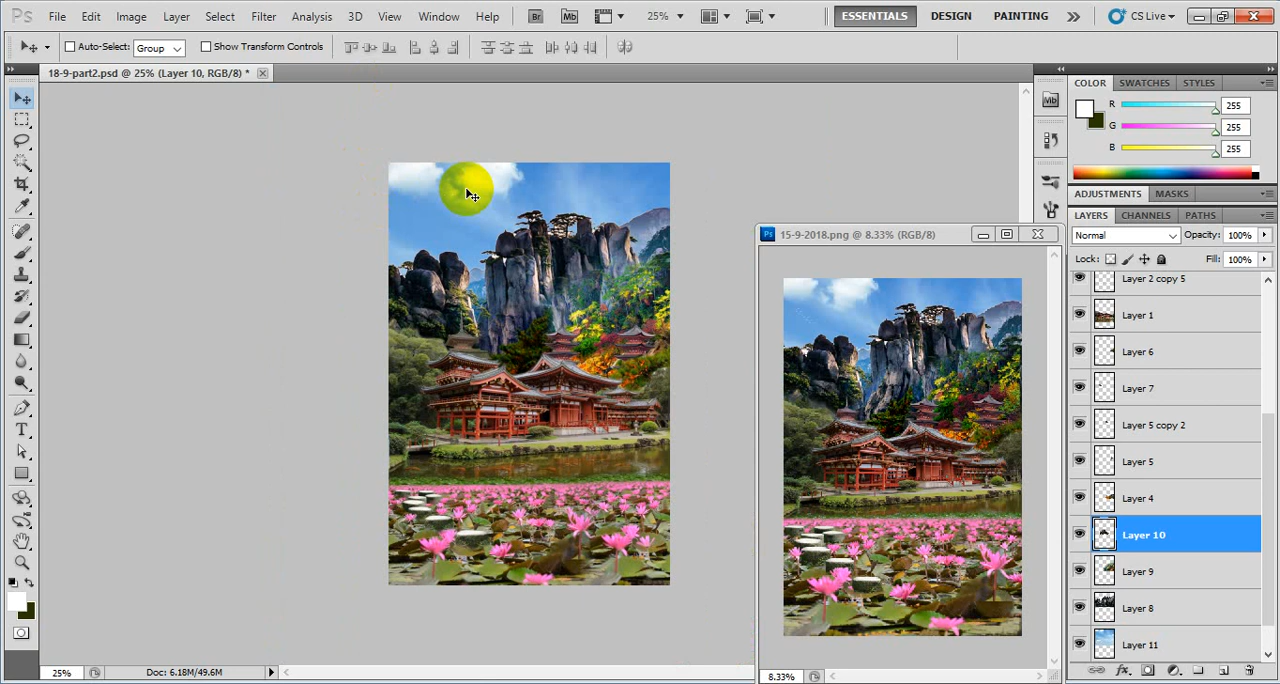 Ps File Edit Image Layer Select Filter Analysis 3D View Window Help Br Mb 25% ESSENTIALS DESIGN PAINTING CS Live
Auto-Select: Group Show Transform Controls
18-9-part2.psd @ 25% (Layer 10, RGB/8) *
COLOR SWATCHES STYLES
Mb
R 255
G 255
B 255
ADJUSTMENTS MASKS
LAYERS CHANNELS PATHS
Normal Opacity: 100%
Lock: Fill: 100%
Ps 15-9-2018.png @ 8.33% (RGB/8)
Layer 2 copy 5
Layer 1
Layer 6
Layer 7
Layer 5 copy 2
Layer 5
Layer 4
Layer 10
Layer 9
Layer 8
Layer 11
25% Doc: 6.18M/49.6M
8.33%